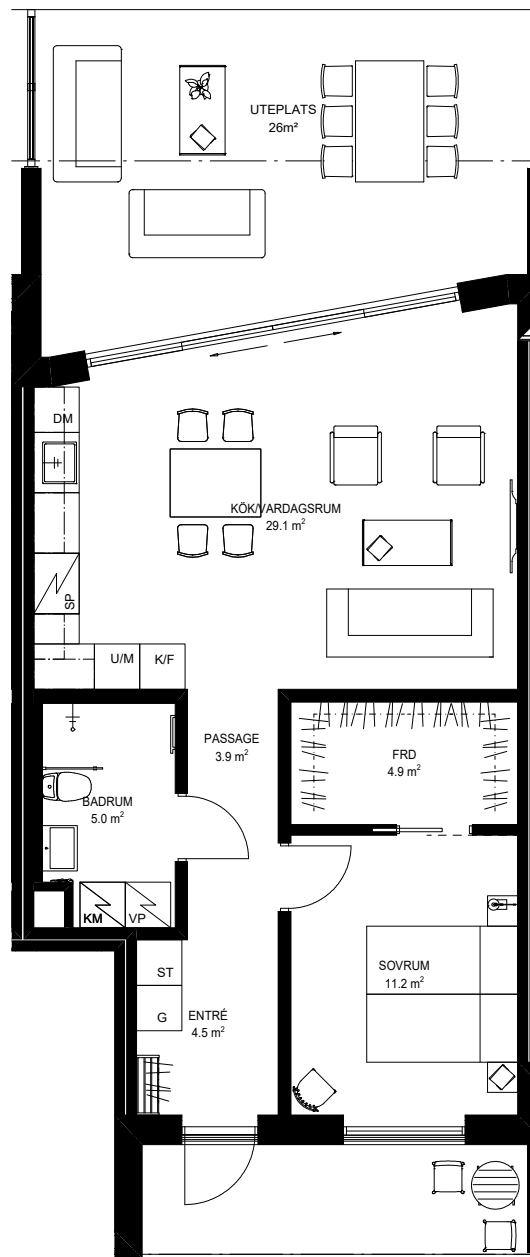 UTEPLATS
26m²
DM
KÖK/VARDAGSRUM
29.1 m²
SP
U/M
K/F
PASSAGE
3.9 m²
FRD
4.9 m²
BADRUM
5.0 m²
KM
VP
ST
SOVRUM
11.2 m²
G
ENTRÉ
4.5 m²